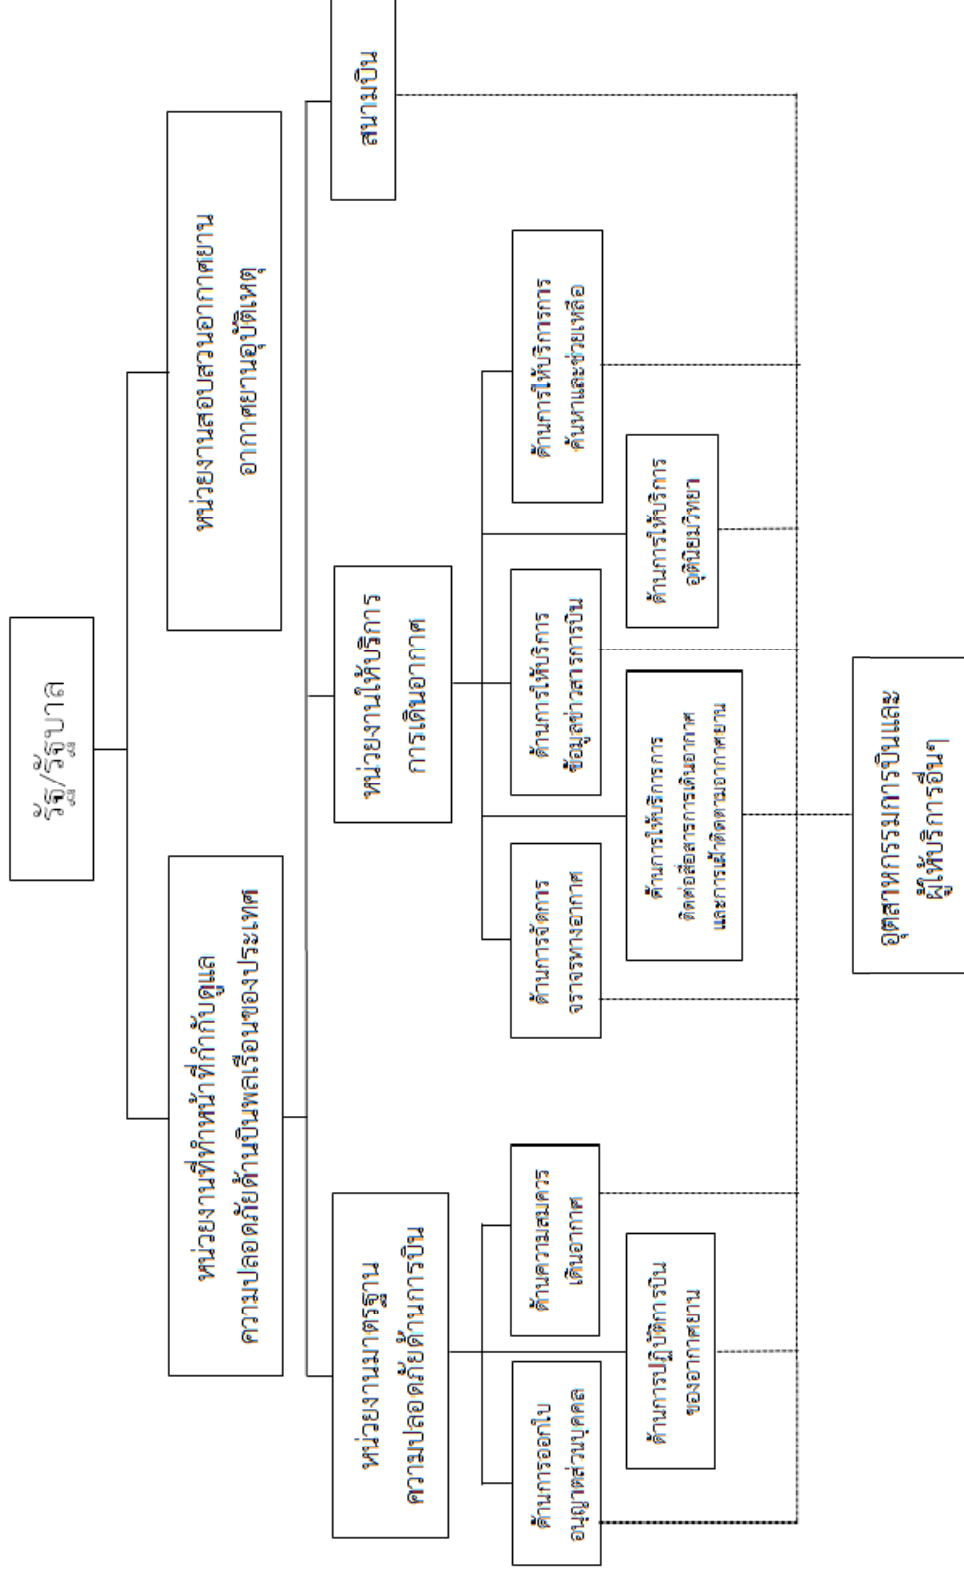 รัฐ/รัฐบาล
หน่วยงานที่ทำหน้าที่กำกับดูแล
ความปลอดภัยด้านบินพลเรือนของประเทศ
หน่วยงานสอบสวนอากาศยาน
อากาศยานอุบัติเหตุ
หน่วยงานมาตรฐาน
ความปลอดภัยด้านการบิน
หน่วยงานให้บริการ
การเดินอากาศ
สนามบิน
ด้านการออกใบ
อนุญาตส่วนบุคคล
ด้านความสมควร
เดินอากาศ
ด้านการจัดการ
จราจรทางอากาศ
ด้านการให้บริการ
ข้อมูลข่าวสารการบิน
ด้านการให้บริการการ
ค้นหาและช่วยเหลือ
ด้านการปฏิบัติการบิน
ของอากาศยาน
ด้านการให้บริการการ
ติดต่อสื่อสารการเดินอากาศ
และการเฝ้าติดตามอากาศยาน
ด้านการให้บริการ
อุตินิยมวิทยา
อุตสาหกรรมการบินและ
ผู้ให้บริการอื่นๆ